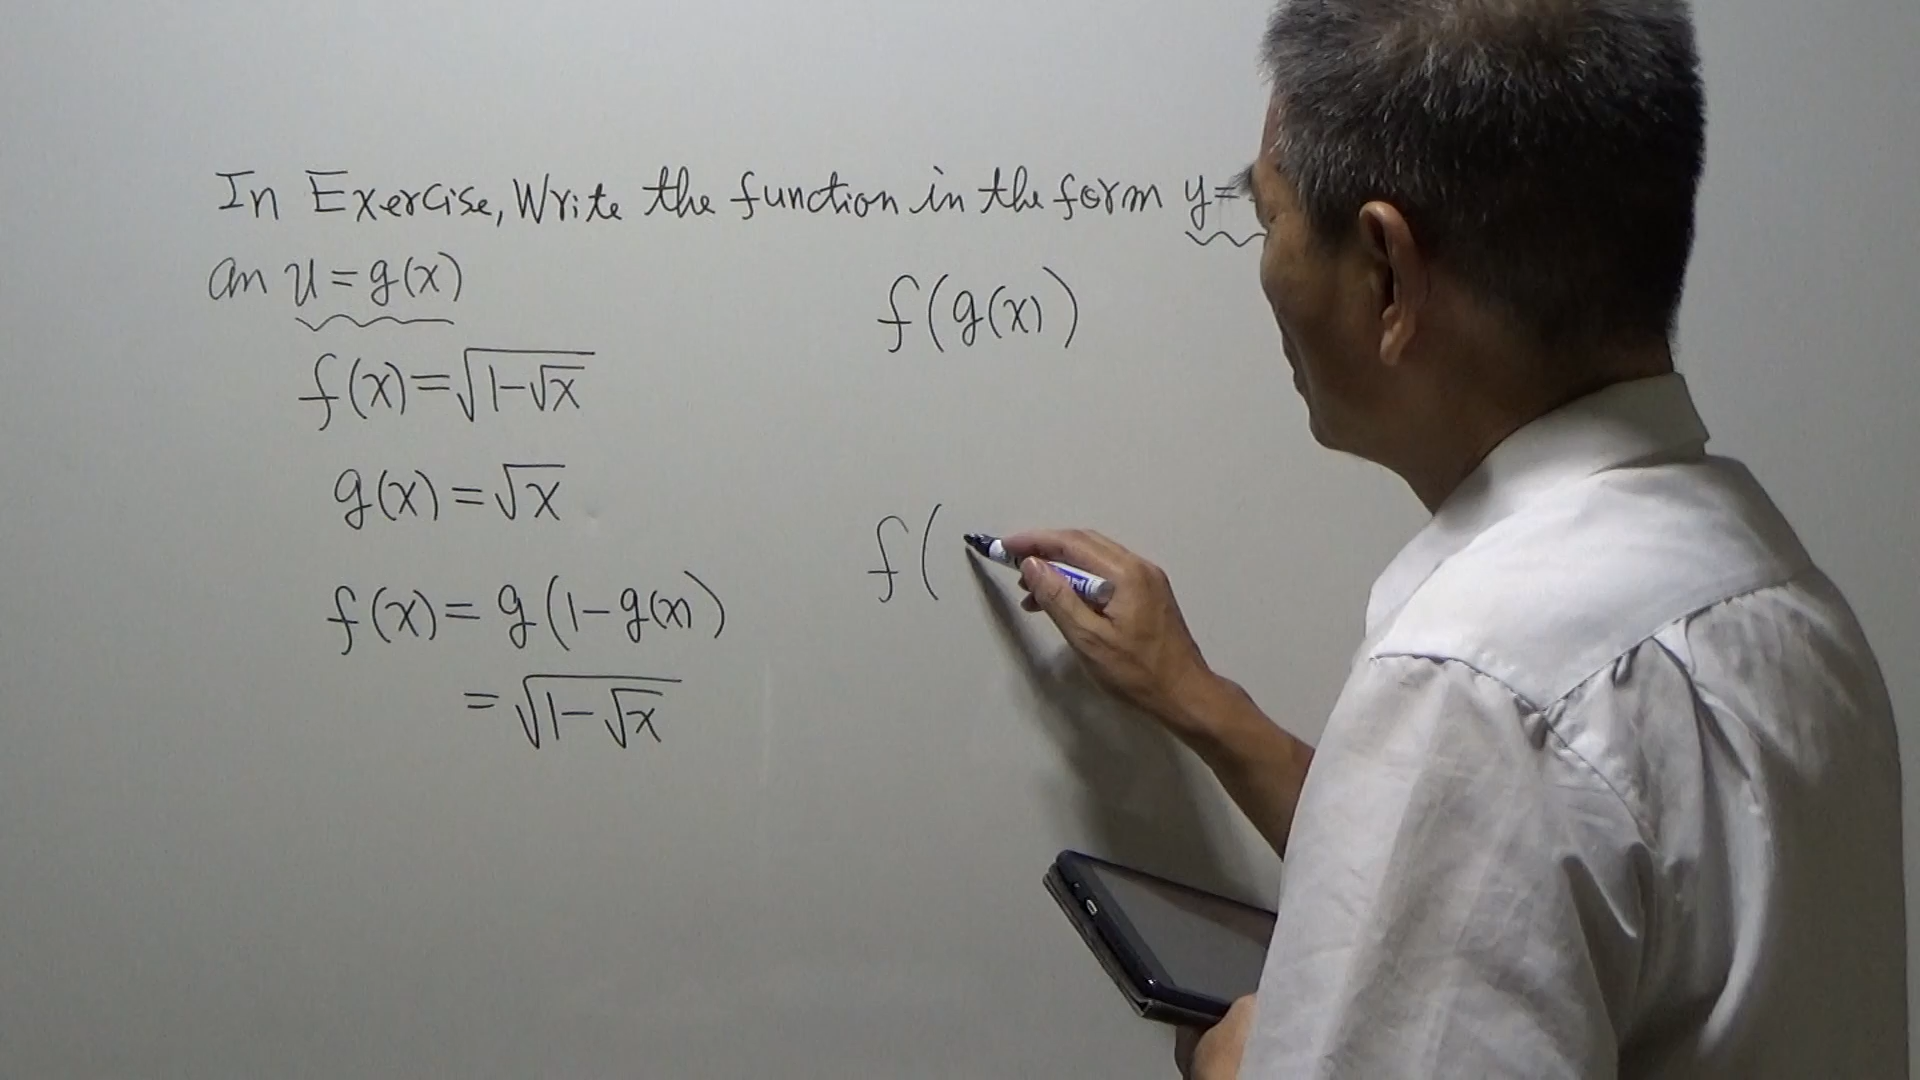 In Exercise, Write the function in the form y=
an u = g(x)
f(x)=√(1-√x)
g(x)=√x
f(x)= g(1-g(x))
= √(1-√x)
f(g(x))
f(